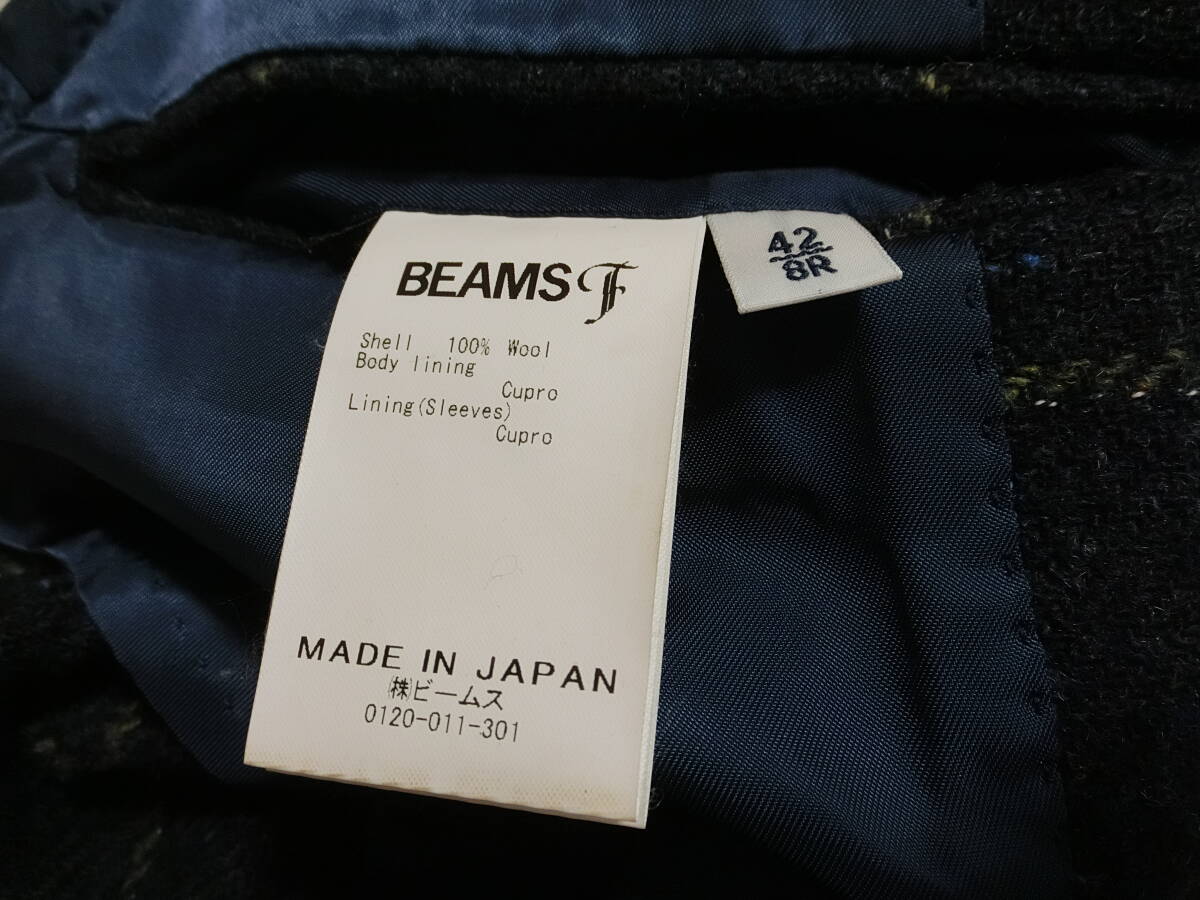 BEAMS F
Shell 100% Wool
Body lining
Cupro
Lining(Sleeves)
Cupro
MADE IN JAPAN
㈱ビームス
0120-011-301
42
8R